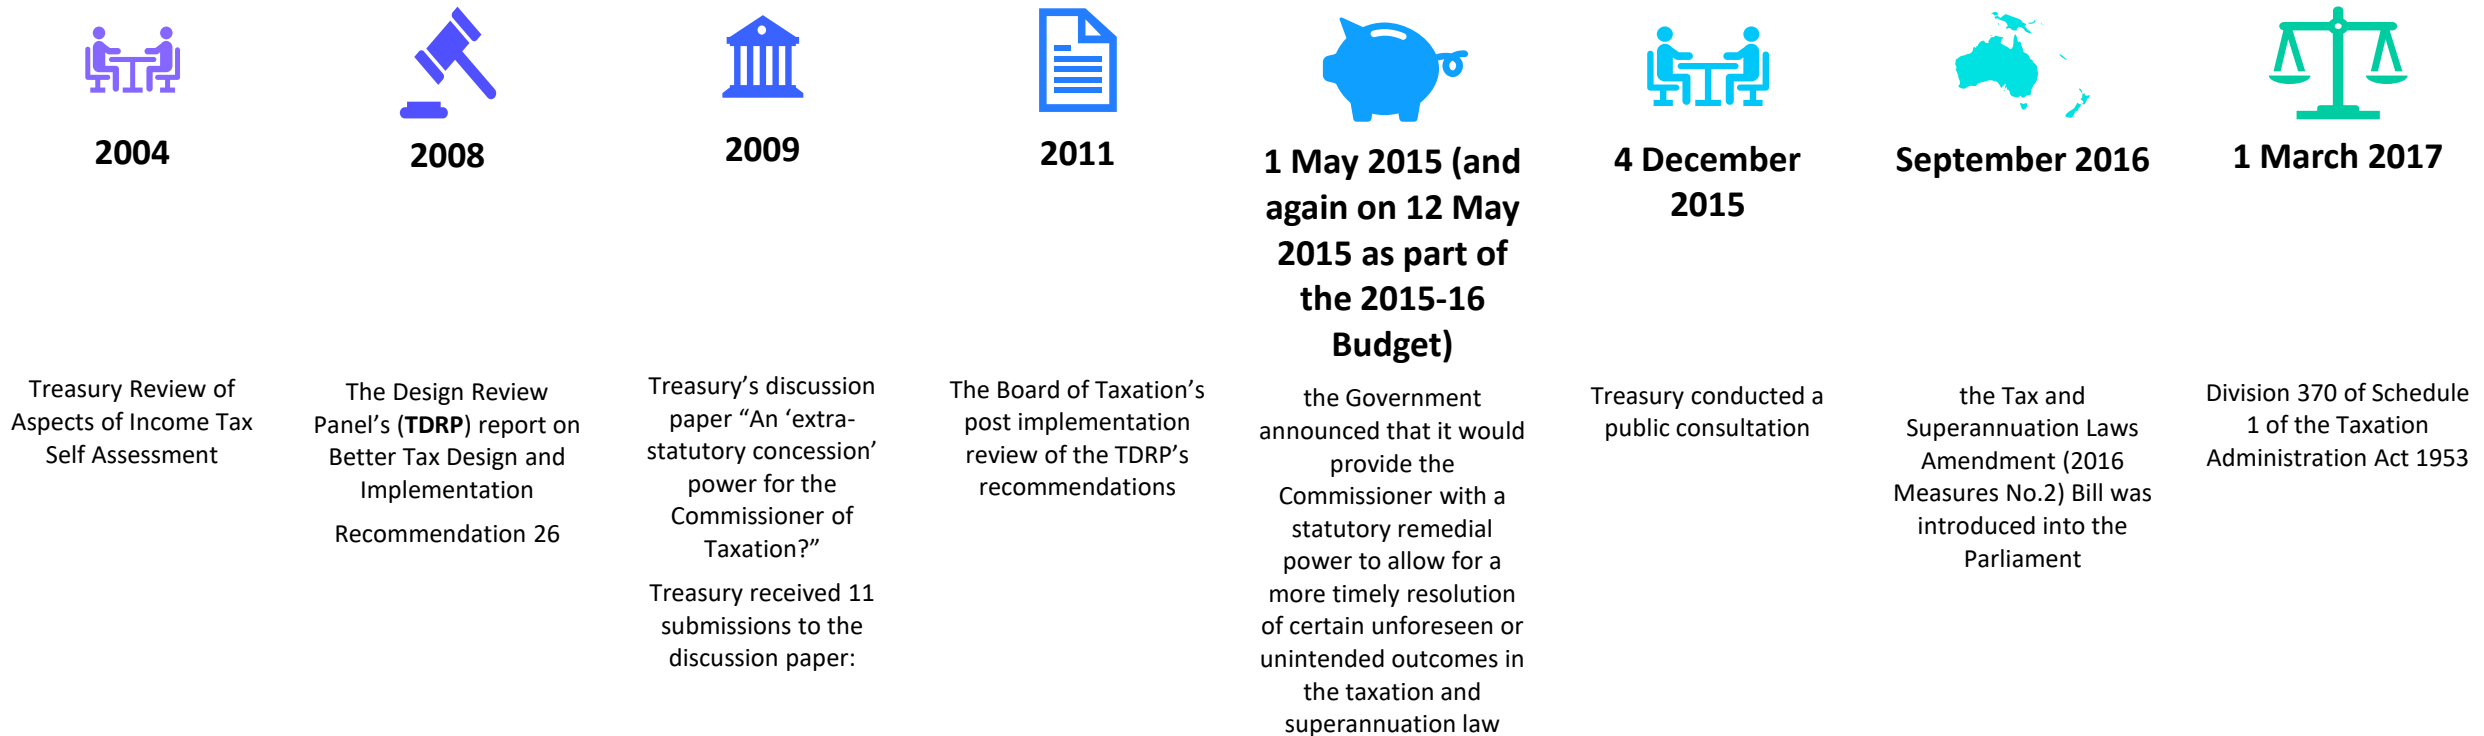 2004
Treasury Review of
Aspects of Income Tax
Self Assessment
2008
The Design Review
Panel’s (TDRP) report on
Better Tax Design and
Implementation
Recommendation 26
2009
Treasury’s discussion
paper “An ‘extra-
statutory concession’
power for the
Commissioner of
Taxation?”
Treasury received 11
submissions to the
discussion paper:
2011
The Board of Taxation’s
post implementation
review of the TDRP’s
recommendations
1 May 2015 (and
again on 12 May
2015 as part of
the 2015-16
Budget)
the Government
announced that it would
provide the
Commissioner with a
statutory remedial
power to allow for a
more timely resolution
of certain unforeseen or
unintended outcomes in
the taxation and
superannuation law
4 December
2015
Treasury conducted a
public consultation
September 2016
the Tax and
Superannuation Laws
Amendment (2016
Measures No.2) Bill was
introduced into the
Parliament
1 March 2017
Division 370 of Schedule
1 of the Taxation
Administration Act 1953